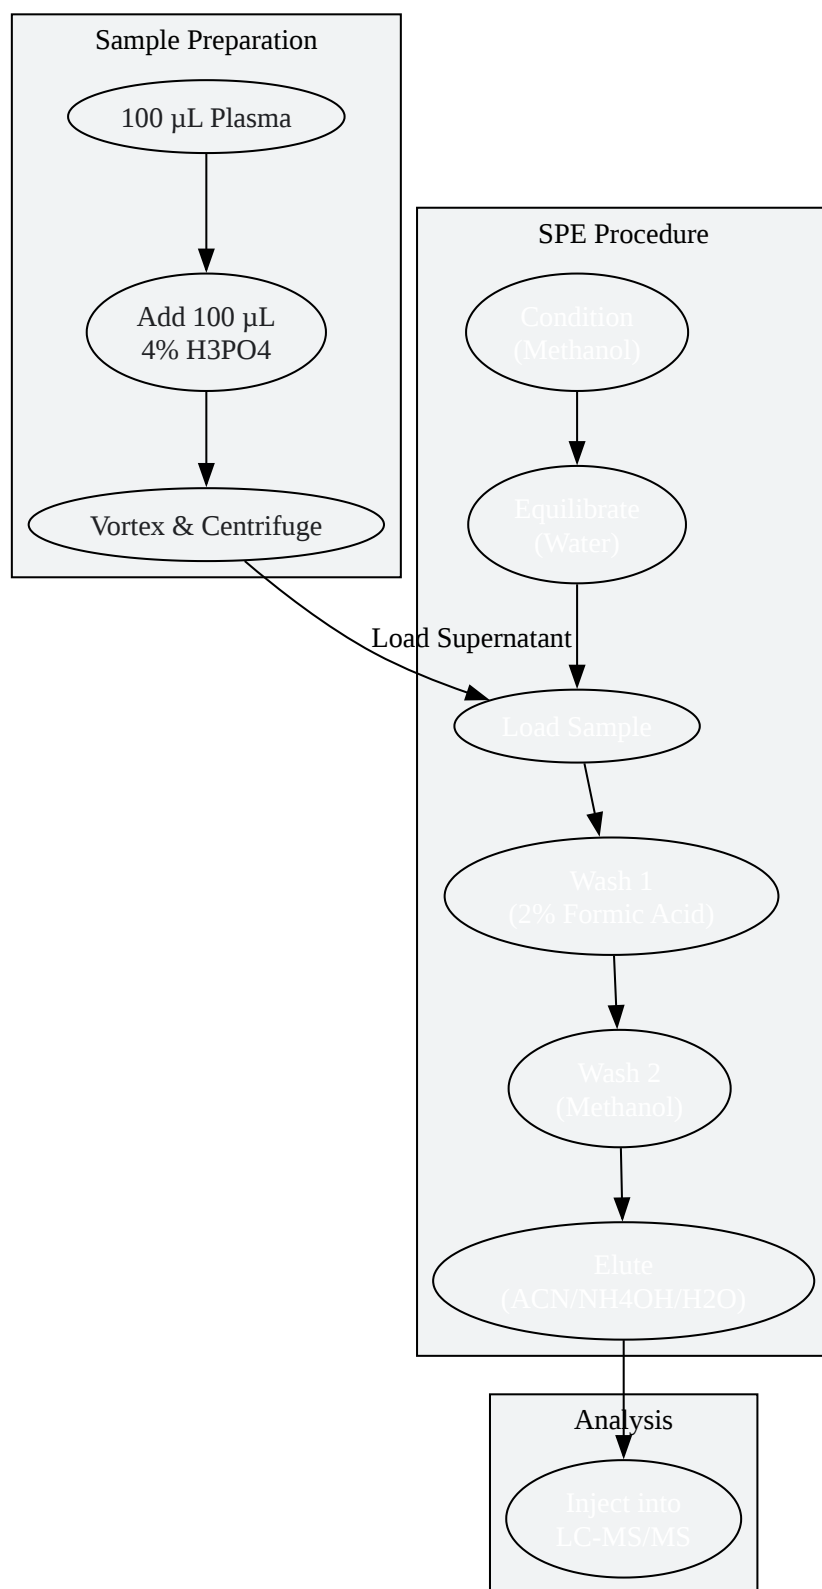 Sample Preparation
100 µL Plasma
Add 100 µL
4% H3PO4
Vortex & Centrifuge
SPE Procedure
Condition
(Methanol)
Equilibrate
(Water)
Load Supernatant
Load Sample
Wash 1
(2% Formic Acid)
Wash 2
(Methanol)
Elute
(ACN/NH4OH/H2O)
Analysis
Inject into
LC-MS/MS